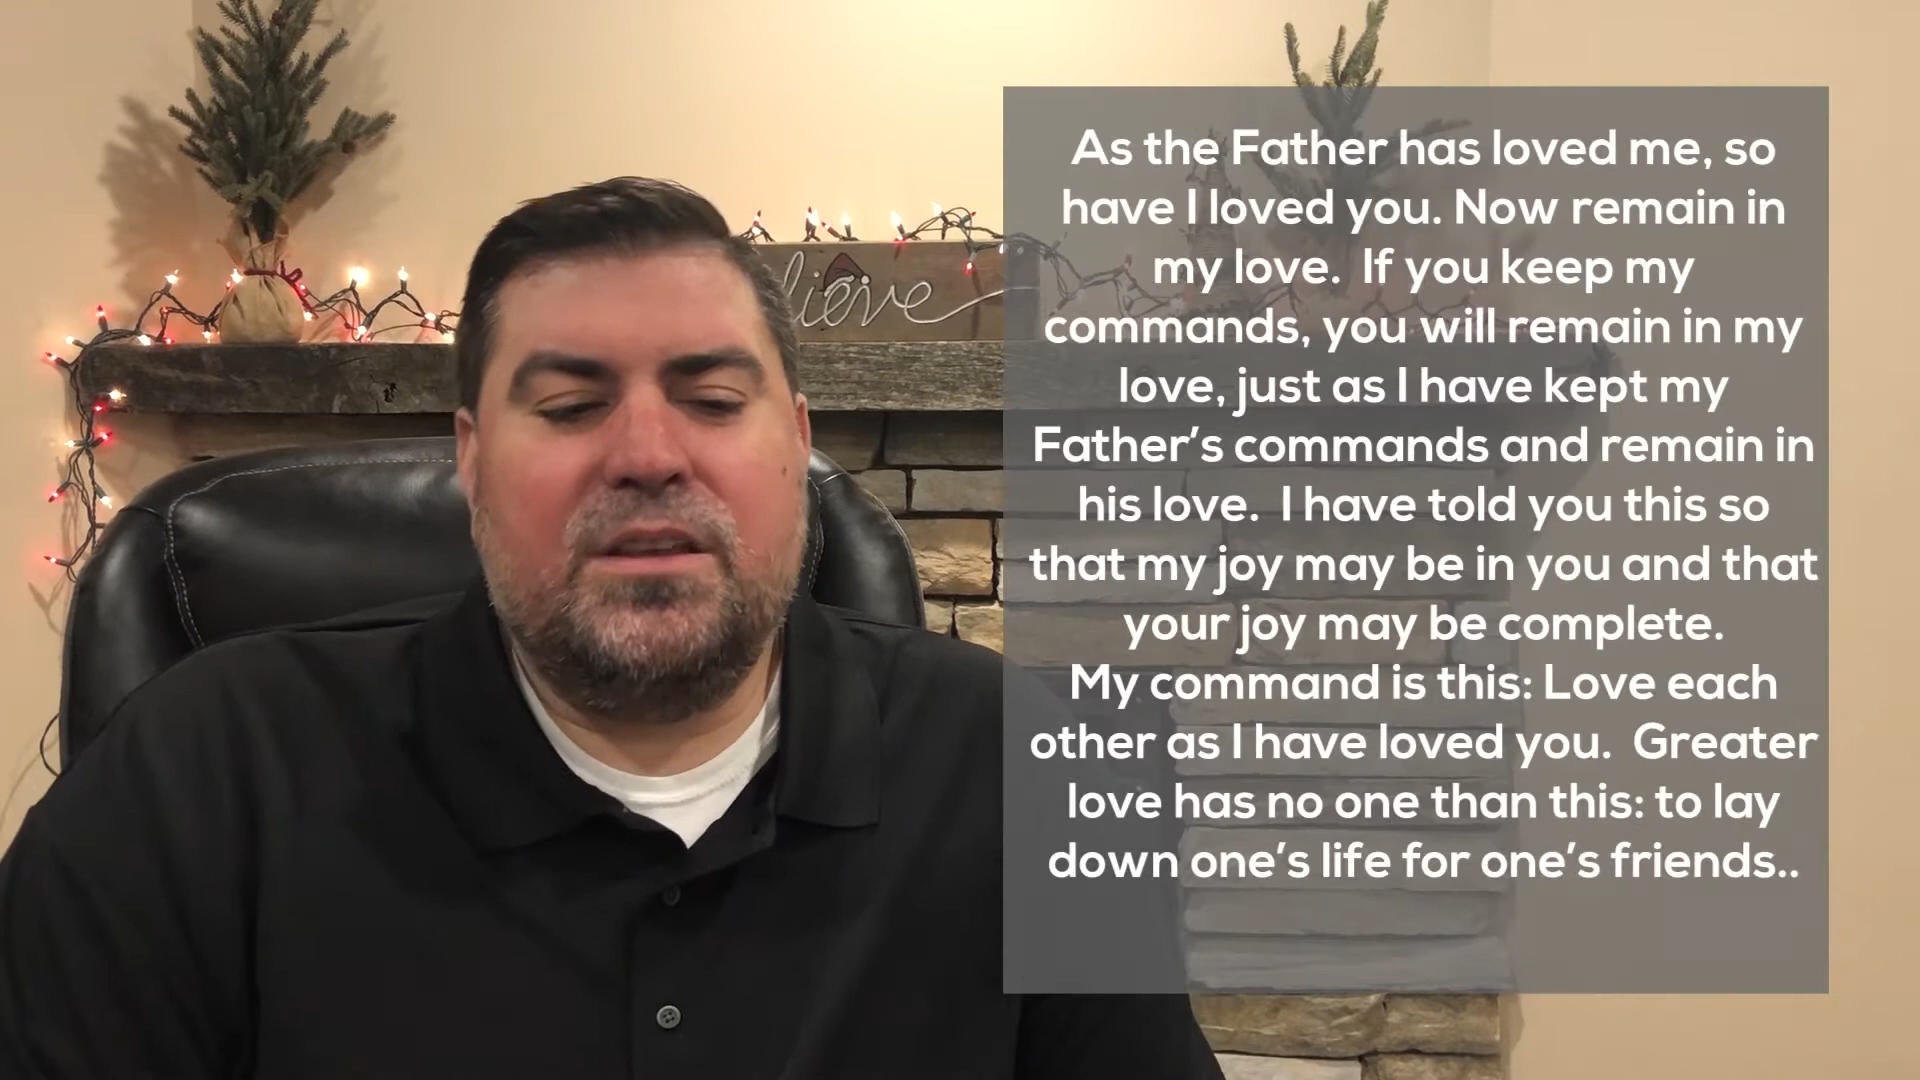 lieve
As the Father has loved me, so
have I loved you. Now remain in
my love.  If you keep my
commands, you will remain in my
love, just as I have kept my
Father’s commands and remain in
his love.  I have told you this so
that my joy may be in you and that
your joy may be complete.
My command is this: Love each
other as I have loved you.  Greater
love has no one than this: to lay
down one’s life for one’s friends..